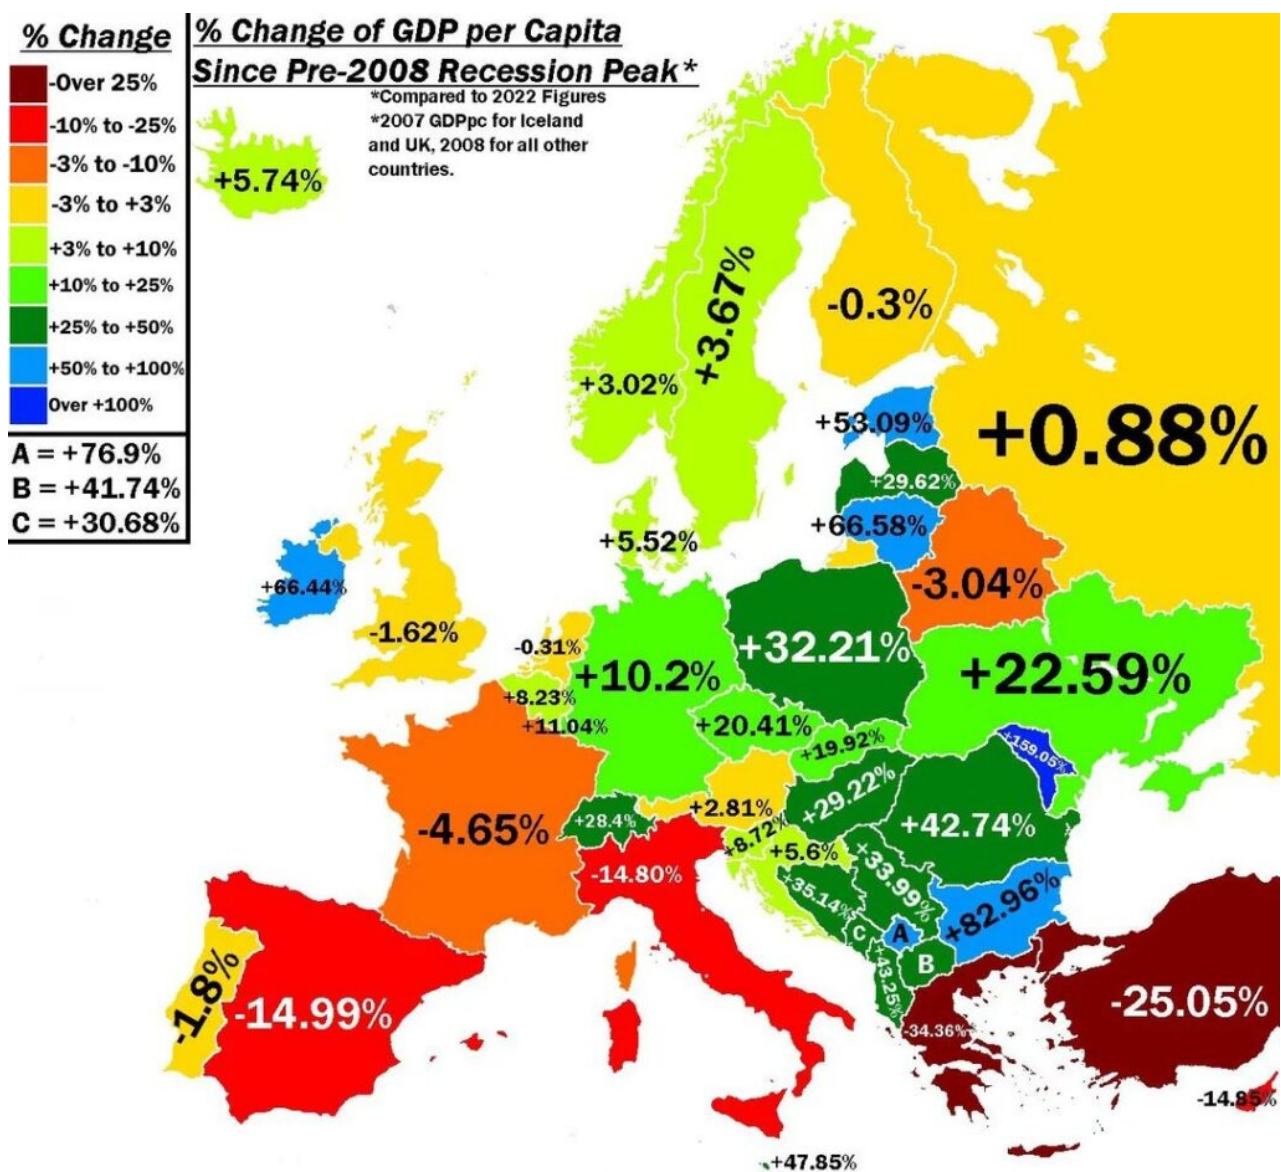 % Change
-Over 25%
-10% to -25%
-3% to -10%
-3% to +3%
+3% to +10%
+10% to +25%
+25% to +50%
+50% to +100%
Over +100%
A = +76.9%
B = +41.74%
C = +30.68%
% Change of GDP per Capita
Since Pre-2008 Recession Peak*
*Compared to 2022 Figures
*2007 GDPpc for Iceland
and UK, 2008 for all other
countries.
+5.74%
+3.67%
-0.3%
+3.02%
+53.09%
+0.88%
+29.62%
+66.58%
+5.52%
-3.04%
+66.44%
-1.62%
-0.31%
+32.21%
+10.2%
+22.59%
+8.23%
+11.04%
+20.41%
+19.92%
+159.05%
+2.81%
+29.22%
-4.65%
+28.4%
+8.72%
+5.6%
+42.74%
-14.80%
+33.99%
+35.14%
+82.96%
C
A
B
+43.25%
-1.8%
-14.99%
-34.36%
-25.05%
-14.85%
+47.85%